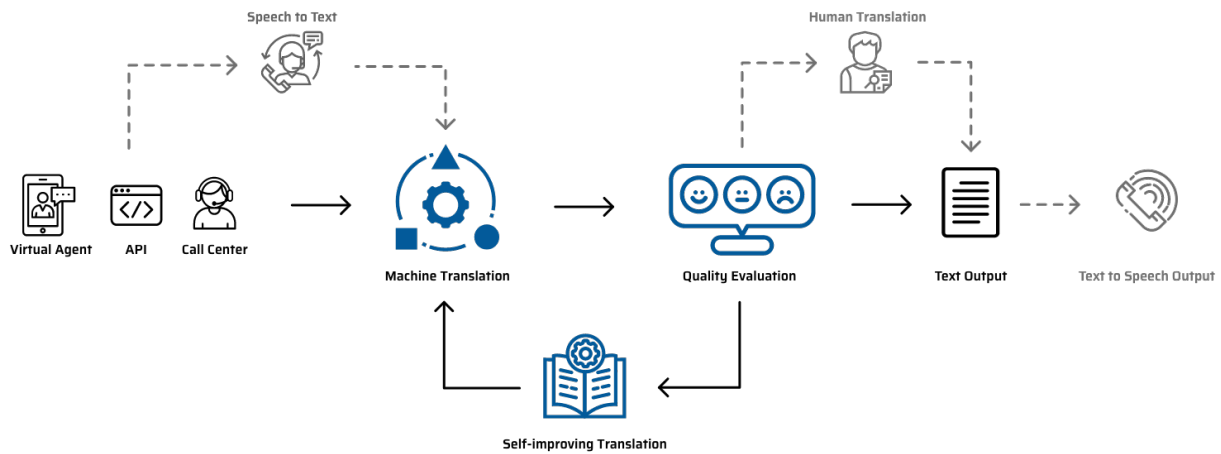 Speech to Text
Human Translation
</>
Virtual Agent
API
Call Center
Machine Translation
Quality Evaluation
Text Output
Text to Speech Output
Self-improving Translation